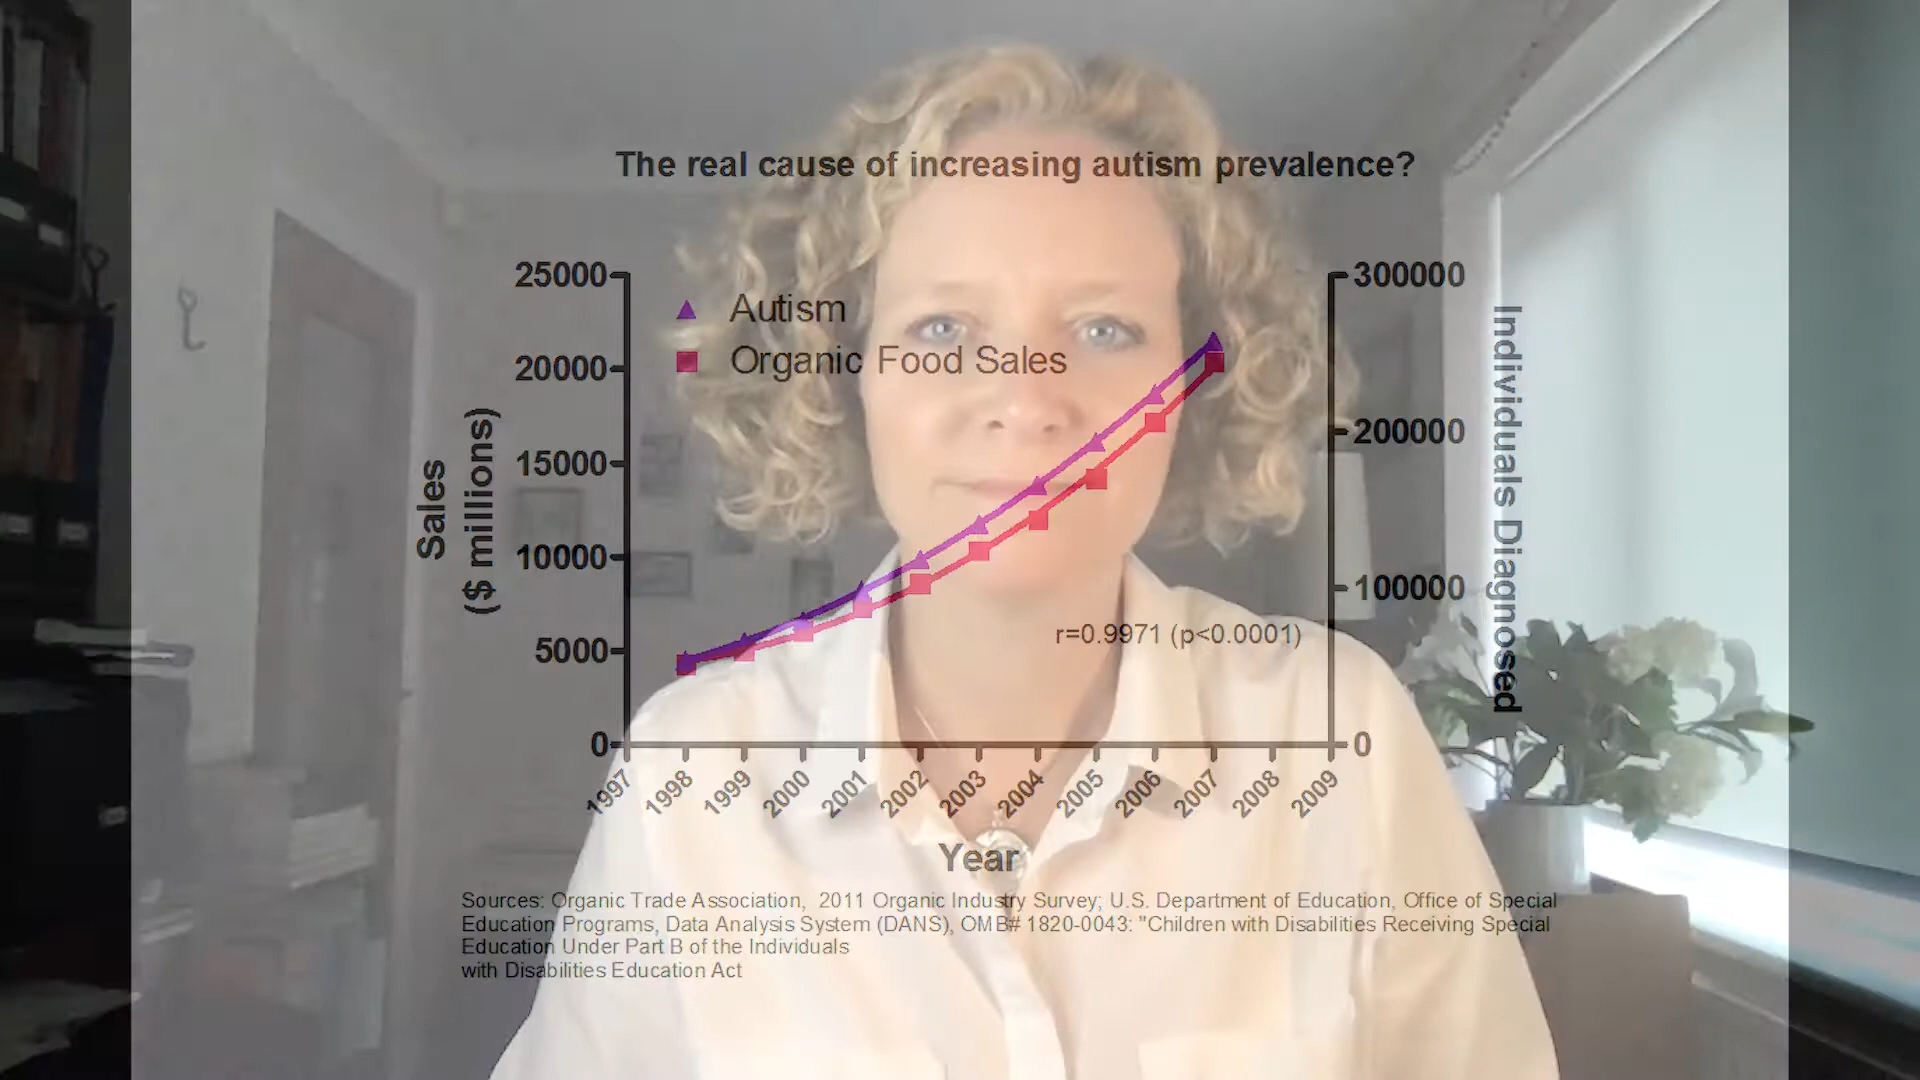 The real cause of increasing autism prevalence?
25000
20000
15000
10000
5000
0
Sales
($ millions)
Autism
Organic Food Sales
300000
200000
100000
0
Individuals Diagnosed
r=0.9971 (p<0.0001)
1997
1998
1999
2000
2001
2002
2003
2004
2005
2006
2007
2008
2009
Year
Sources: Organic Trade Association, 2011 Organic Industry Survey; U.S. Department of Education, Office of Special
Education Programs, Data Analysis System (DANS), OMB# 1820-0043: "Children with Disabilities Receiving Special
Education Under Part B of the Individuals
with Disabilities Education Act